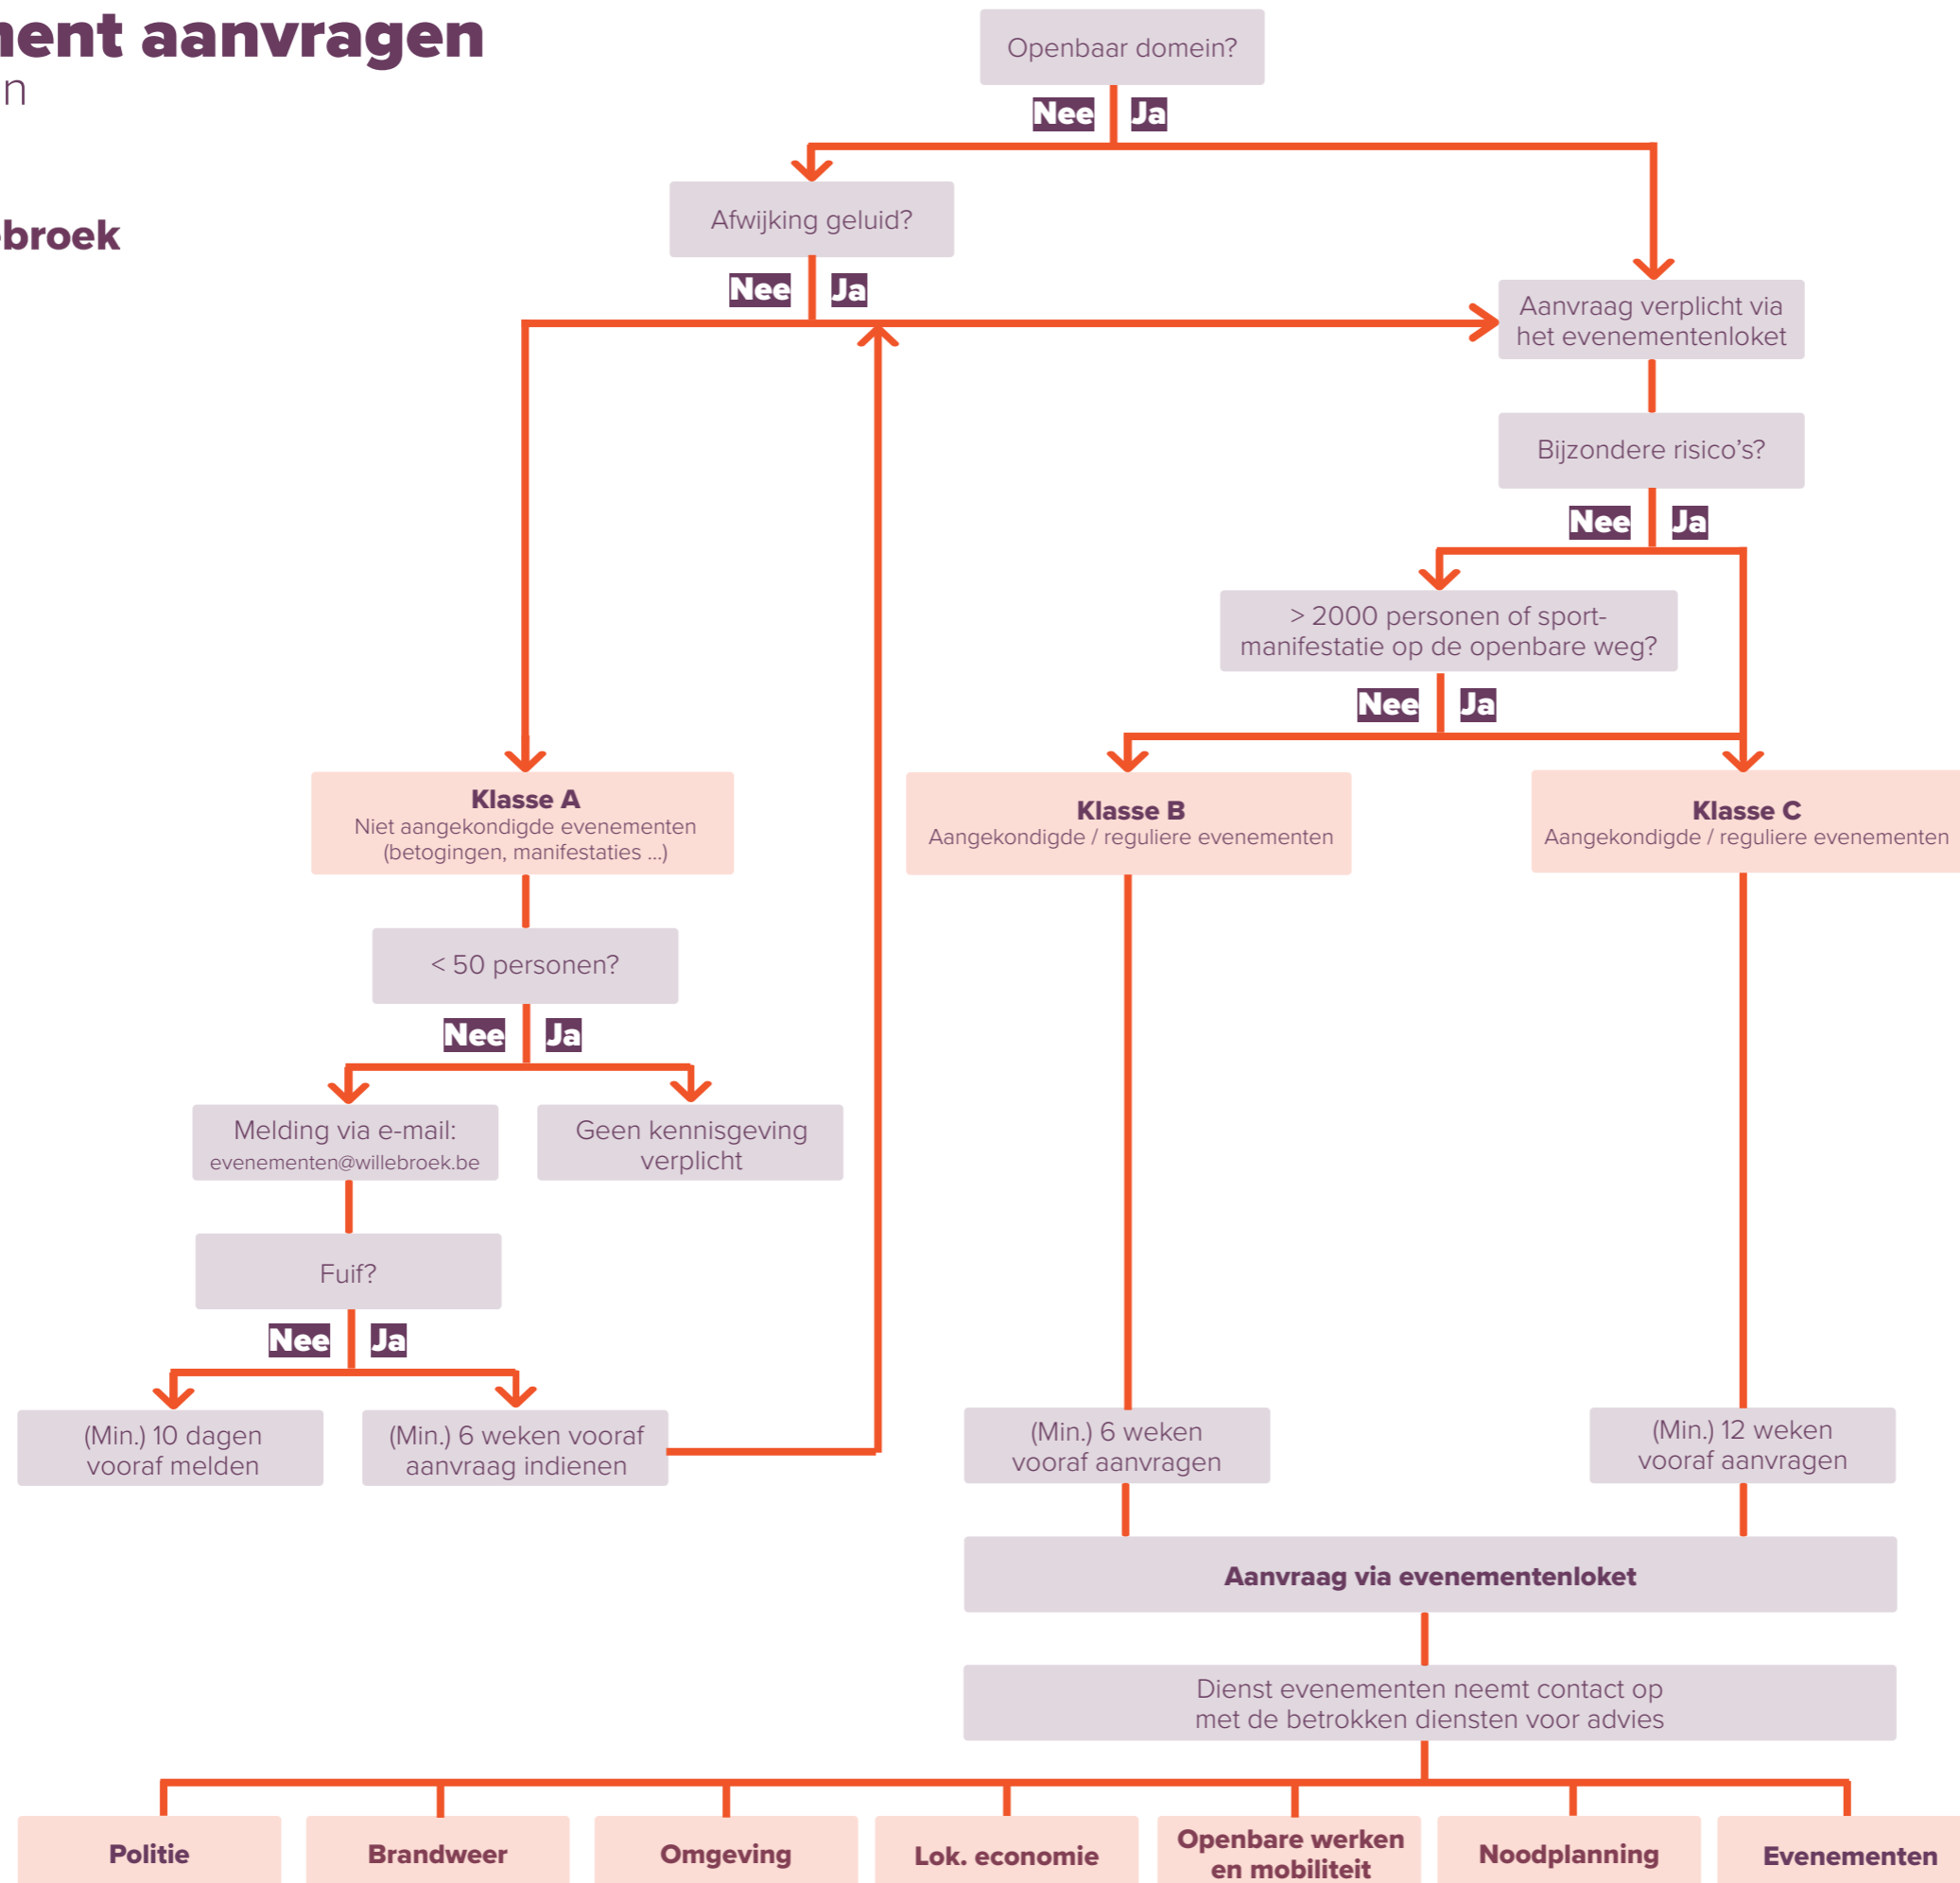 ment aanvragen
n
broek
Openbaar domein?
Nee Ja
Afwijking geluid?
Nee Ja
Aanvraag verplicht via
het evenementenloket
Bijzondere risico's?
Nee Ja
> 2000 personen of sport-
manifestatie op de openbare weg?
Nee Ja
Klasse A
Niet aangekondigde evenementen
(betogingen, manifestaties ...)
Klasse B
Aangekondigde / reguliere evenementen
Klasse C
Aangekondigde / reguliere evenementen
< 50 personen?
Nee Ja
Melding via e-mail:
evenementen@willebroek.be
Geen kennisgeving
verplicht
Fuif?
Nee Ja
(Min.) 10 dagen
vooraf melden
(Min.) 6 weken vooraf
aanvraag indienen
(Min.) 6 weken
vooraf aanvragen
(Min.) 12 weken
vooraf aanvragen
Aanvraag via evenementenloket
Dienst evenementen neemt contact op
met de betrokken diensten voor advies
Politie
Brandweer
Omgeving
Lok. economie
Openbare werken
en mobiliteit
Noodplanning
Evenementen